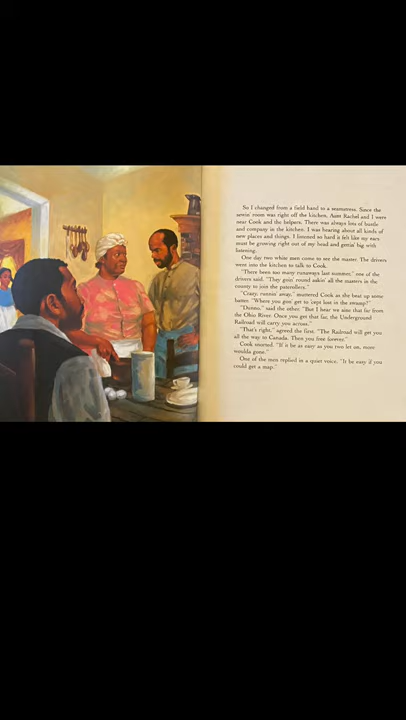 So I changed from a field hand to a seamstress. Since the
sewin' room was right off the kitchen, Aunt Rachel and I were
near Cook and the helpers. There was always lots of bustle
and company in the kitchen. I was hearing about all kinds of
new places and things. I listened so hard it felt like my ears
must be growing right out of my head and gettin' big with
listening.
One day two white men come to see the master. The drivers
went into the kitchen to talk to Cook.
"There been too many runaways last summer," one of the
drivers said. "They goin' round askin' all the masters in the
county to join the paterollers."
"Crazy, runnin' away," muttered Cook as she beat up some
batter. "Where you goin' get to 'cept lost in the swamp?"
"Dunno," said the other. "But I hear we aine that far from
the Ohio River. Once you get that far, the Underground
Railroad will carry you across."
"That's right," agreed the first. "The Railroad will get you
all the way to Canada. Then you free forever."
Cook snorted. "If it be as easy as you two let on, more
woulda gone."
One of the men replied in a quiet voice. "It be easy if you
could get a map."